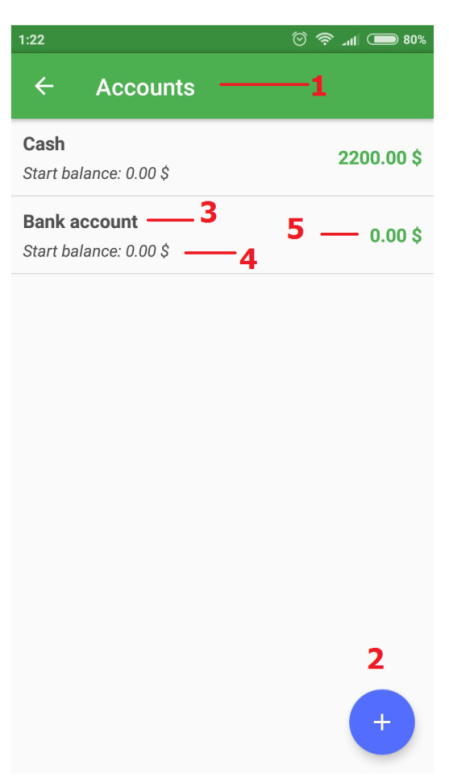 1:22 80%
← Accounts 1
Cash
2200.00 $
Start balance: 0.00 $
Bank account 3
5 0.00 $
Start balance: 0.00 $ 4
2
+